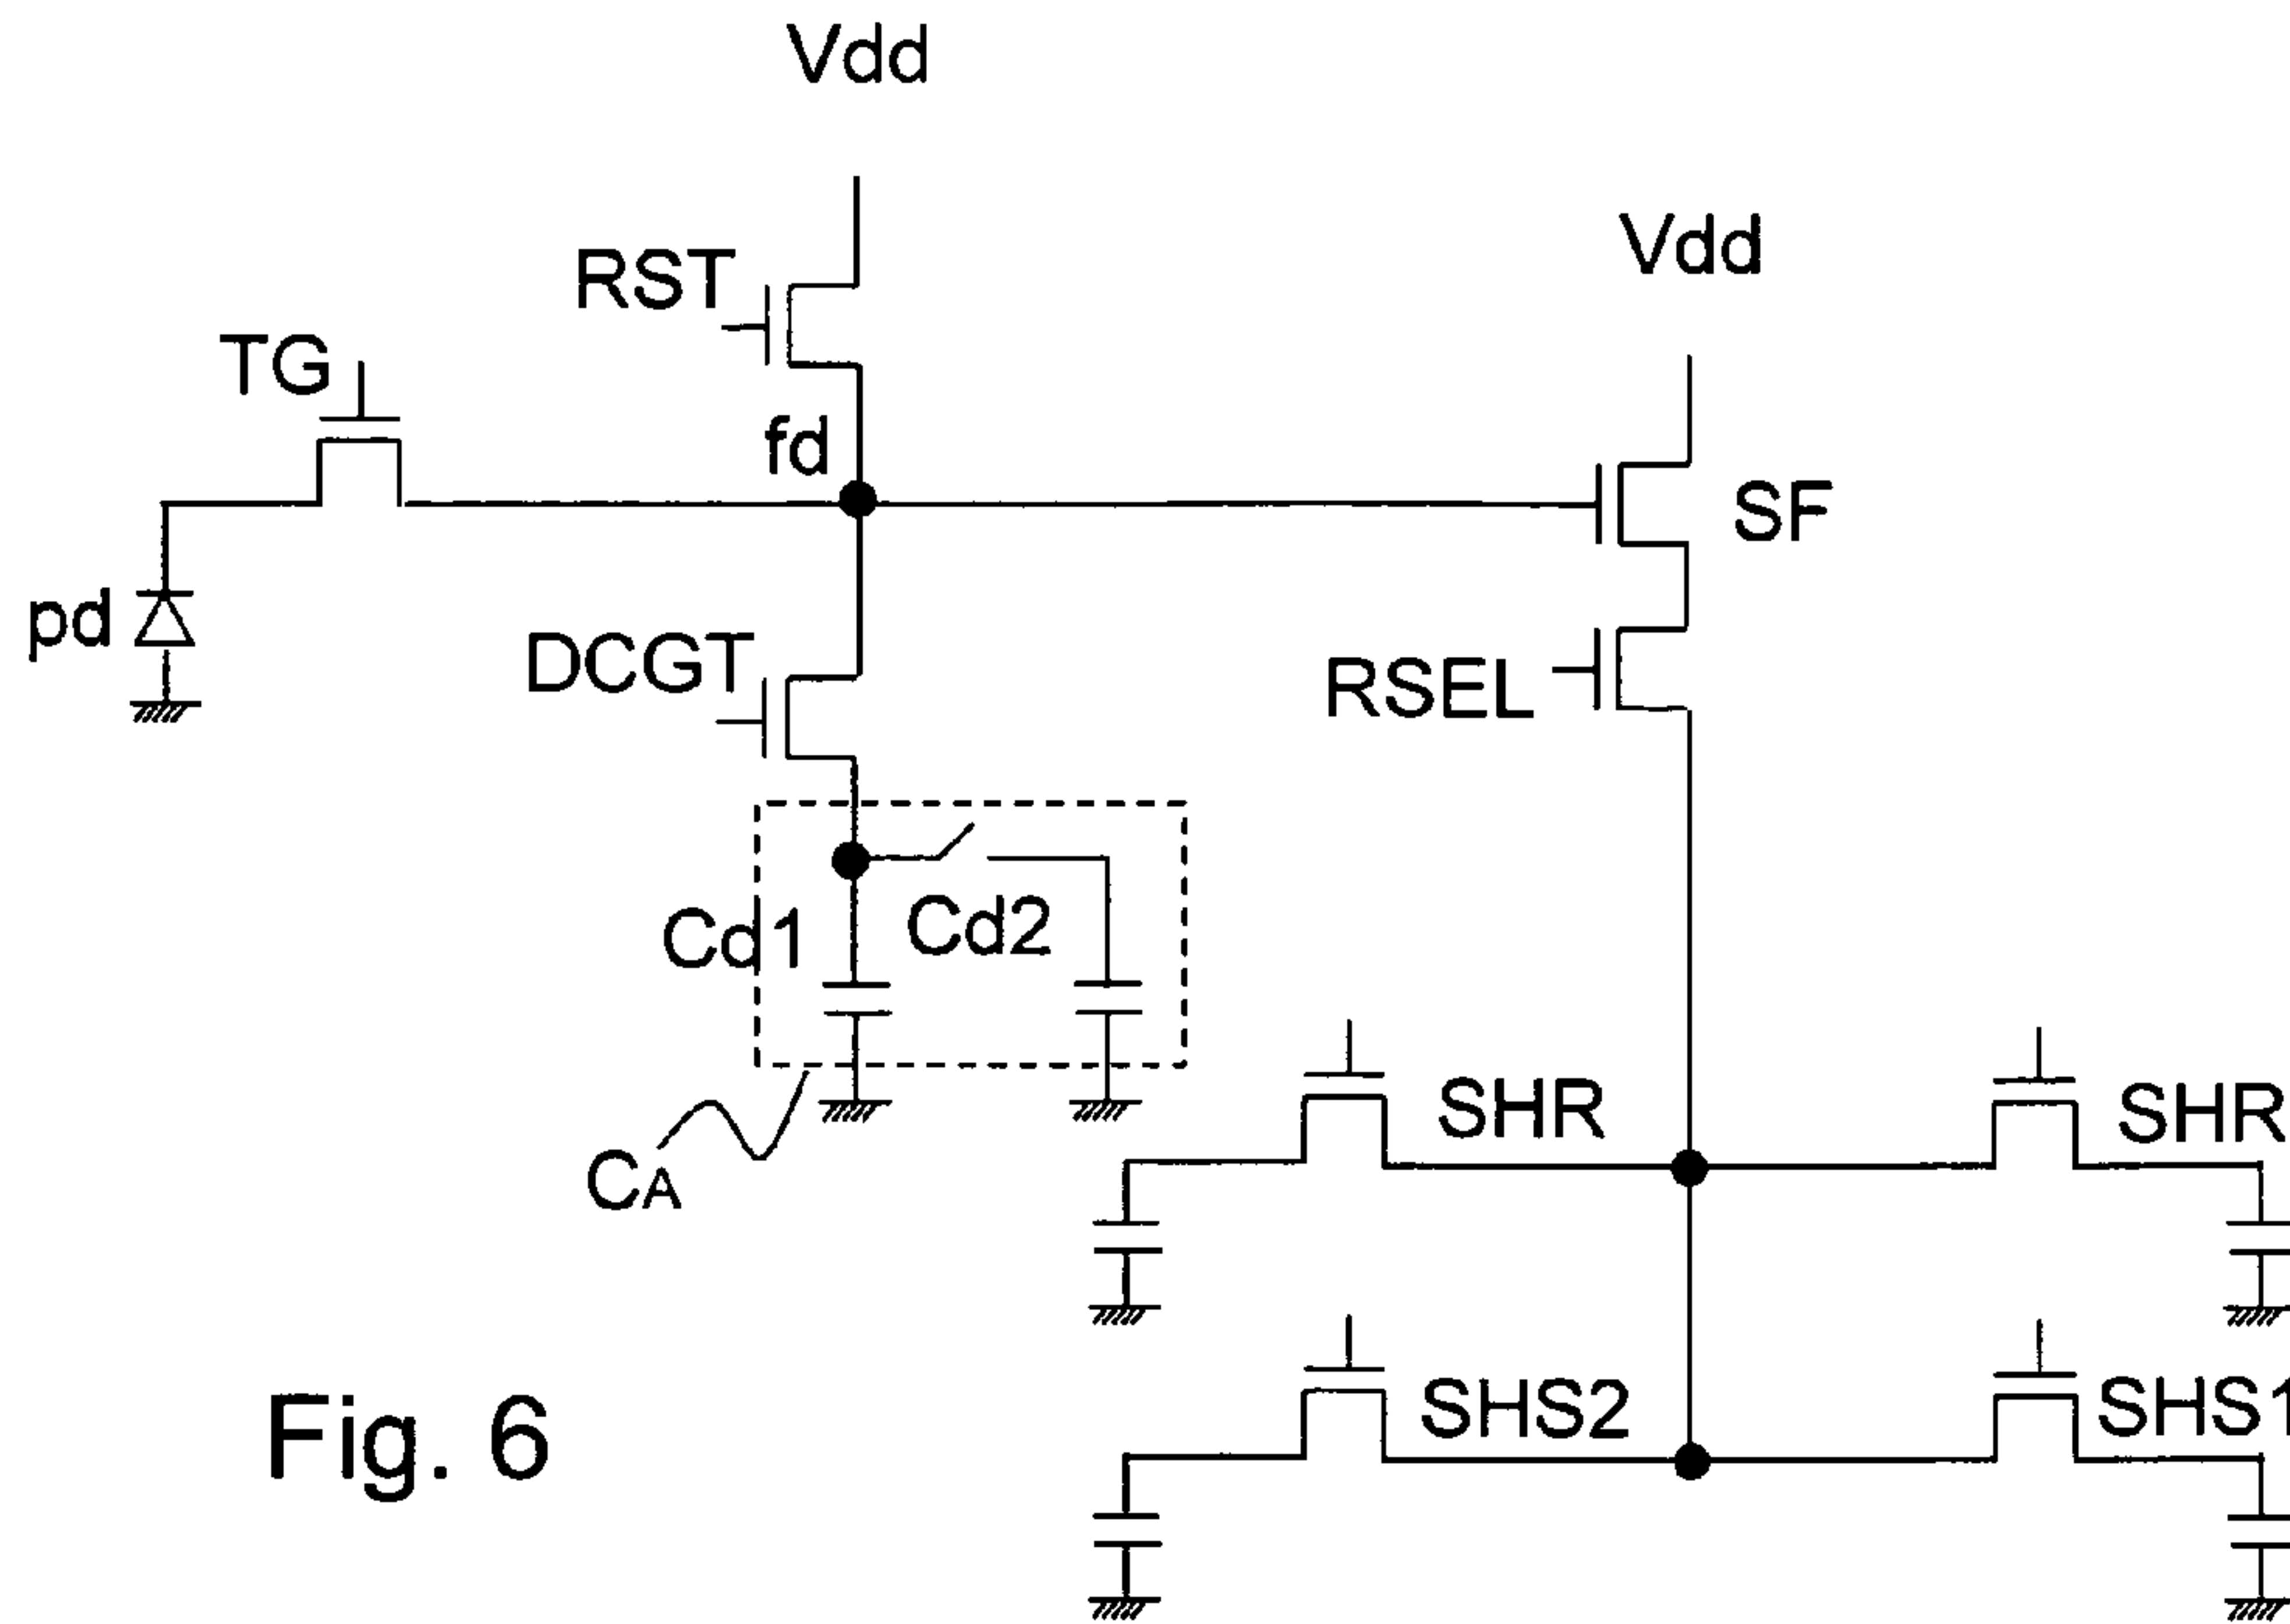 Vdd
Vdd
RST
TG
fd
SF
pd
DCGT
RSEL
Cd1
Cd2
SHR
SHR
CA
SHS2
SHS1
Fig. 6